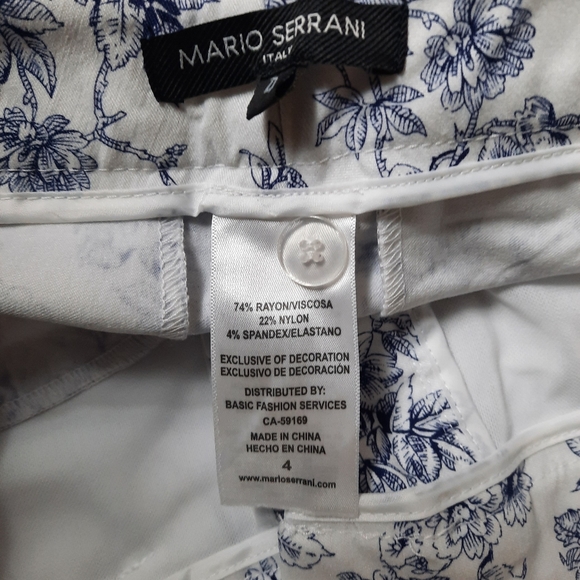 MARIO SERRANI
ITALY
74% RAYON/VISCOSA
22% NYLON
4% SPANDEX/ELASTANO
EXCLUSIVE OF DECORATION
EXCLUSIVO DE DECORACIÓN
DISTRIBUTED BY:
BASIC FASHION SERVICES
CA-59169
MADE IN CHINA
HECHO EN CHINA
4
www.marioserrani.com